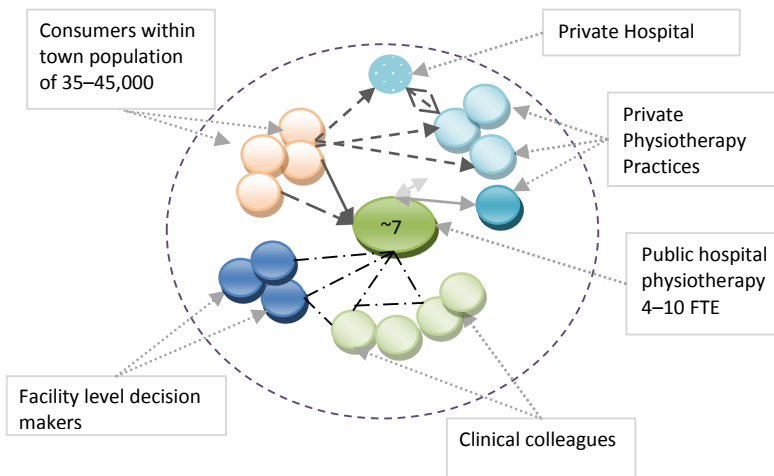 Consumers within
town population
of 35–45,000
Private Hospital
Private
Physiotherapy
Practices
~7
Public hospital
physiotherapy
4–10 FTE
Facility level decision
makers
Clinical colleagues